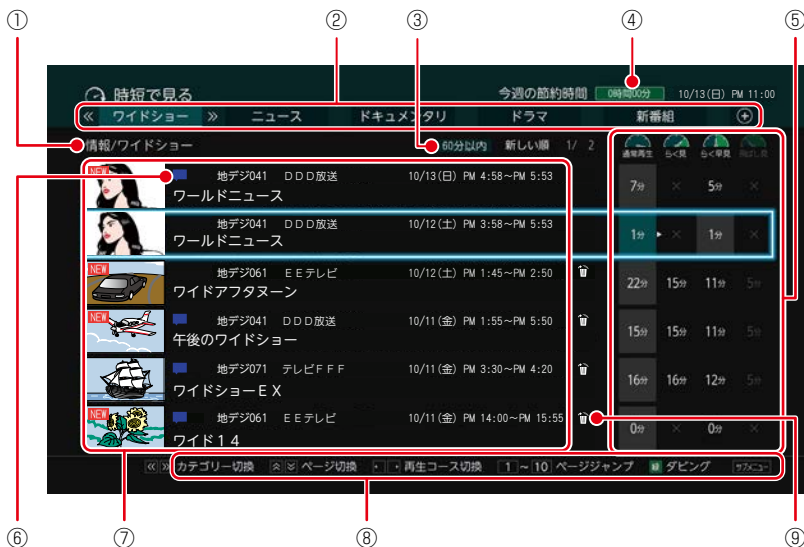 ① ② ③ ④ ⑤
時短で見る 今週の節約時間 0時間00分 10/13(日) PM 11:00
« ワイドショー » ニュース ドキュメンタリ ドラマ 新番組 +
情報/ワイドショー 60分以内 新しい順 1/ 2 通常再生 らく見 らく早見 飛ばし見
NEW 地デジ041 DDD放送 10/13(日) PM 4:58~PM 5:53
ワールドニュース 7分 × 5分 ×
地デジ041 DDD放送 10/12(土) PM 3:58~PM 5:53
ワールドニュース 1分 × 1分 ×
NEW 地デジ061 EEテレビ 10/12(土) PM 1:45~PM 2:50
ワイドアフタヌーン 22分 15分 11分 5分
NEW 地デジ041 DDD放送 10/11(金) PM 1:55~PM 5:50
午後のワイドショー 15分 15分 11分 5分
地デジ071 テレビFFF 10/11(金) PM 3:30~PM 4:20
ワイドショーEX 16分 16分 12分 5分
NEW 地デジ061 EEテレビ 10/11(金) PM 14:00~PM 15:55
ワイド14 0分 × 0分 ×
« » カテゴリー切換 ページ切換 再生コース切換 1 ~ 10 ページジャンプ 緑 ダビング サブメニュー
⑥ ⑦ ⑧ ⑨